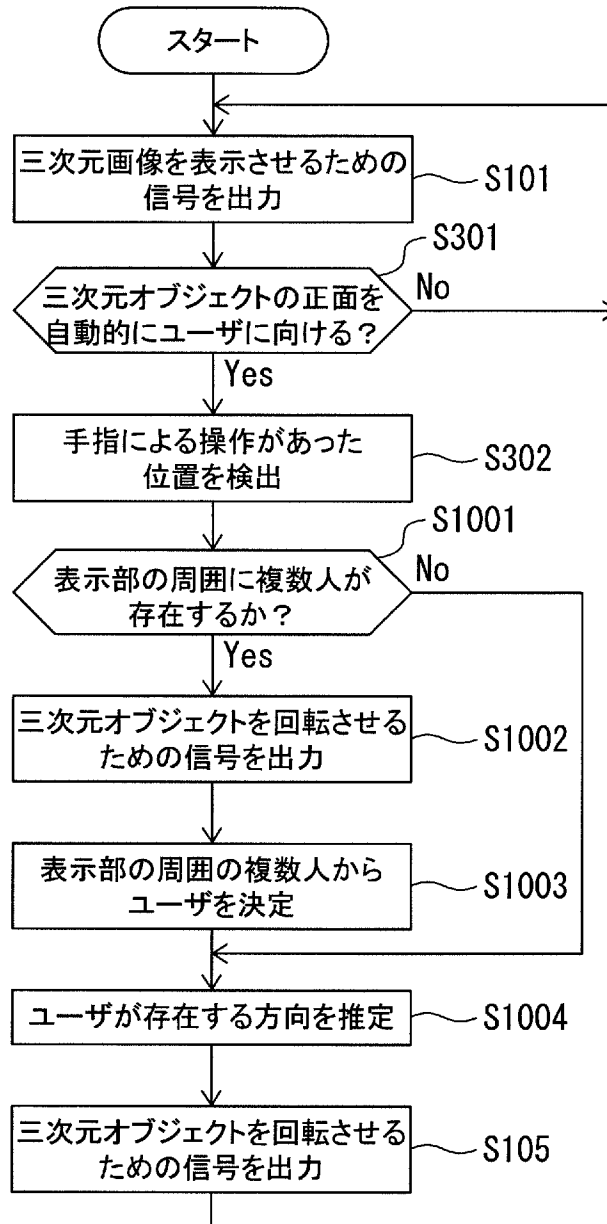 スタート
三次元画像を表示させるための
信号を出力
S101
S301
三次元オブジェクトの正面を
自動的にユーザに向ける?
No
Yes
手指による操作があった
位置を検出
S302
S1001
表示部の周囲に複数人が
存在するか?
No
Yes
三次元オブジェクトを回転させる
ための信号を出力
S1002
表示部の周囲の複数人から
ユーザを決定
S1003
ユーザが存在する方向を推定
S1004
三次元オブジェクトを回転させる
ための信号を出力
S105